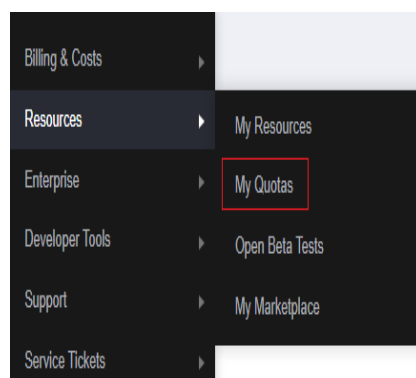 Billing & Costs
Resources
Enterprise
Developer Tools
Support
Service Tickets
My Resources
My Quotas
Open Beta Tests
My Marketplace